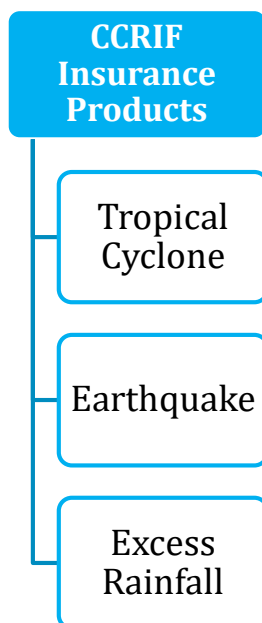 CCRIF
Insurance
Products
Tropical
Cyclone
Earthquake
Excess
Rainfall